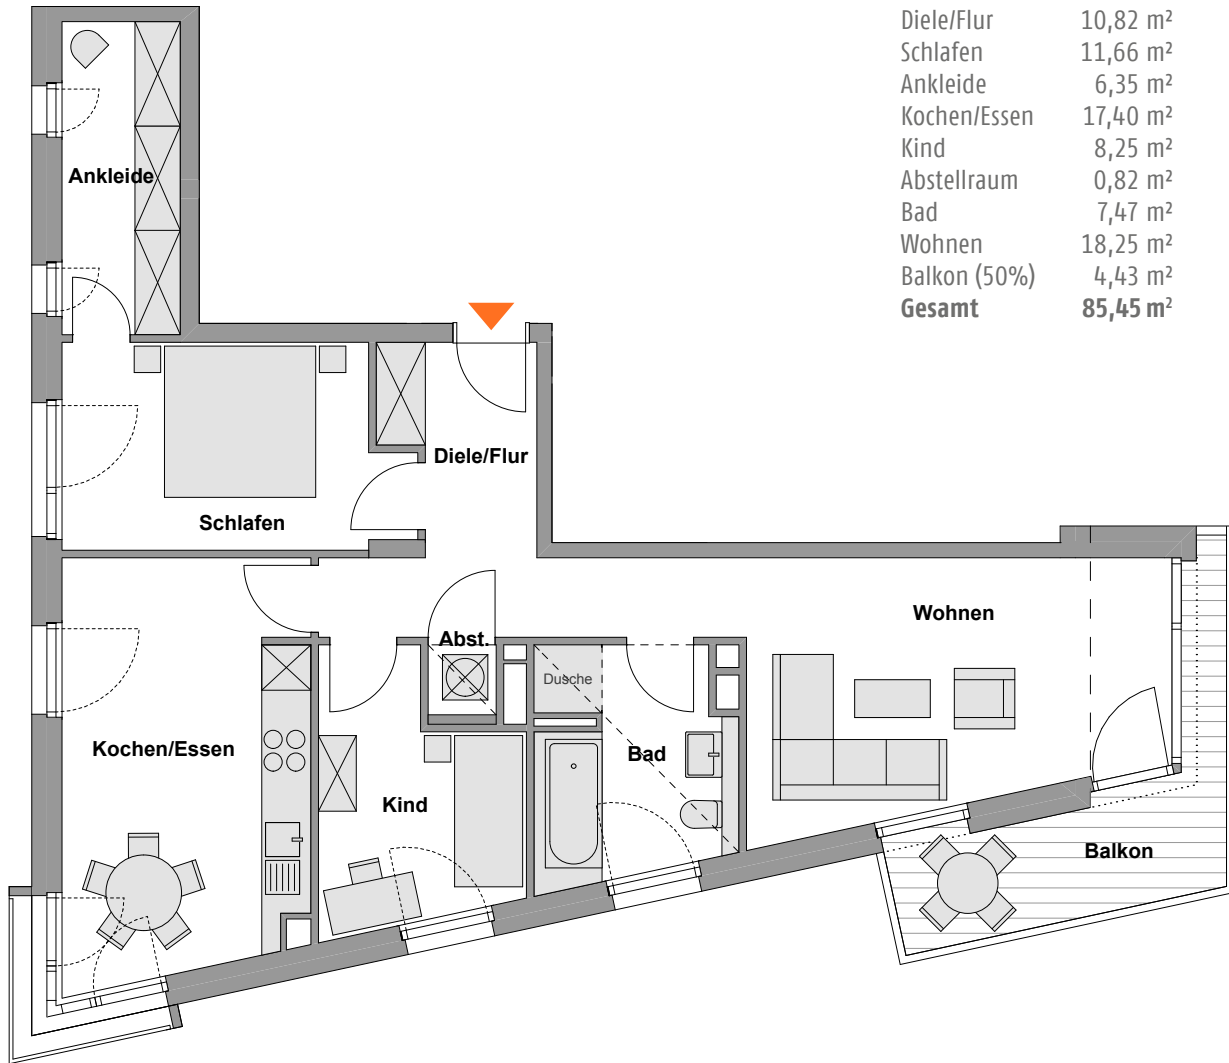 Diele/Flur 10,82 m²
Schlafen 11,66 m²
Ankleide 6,35 m²
Kochen/Essen 17,40 m²
Kind 8,25 m²
Abstellraum 0,82 m²
Bad 7,47 m²
Wohnen 18,25 m²
Balkon (50%) 4,43 m²
Gesamt 85,45 m²
Ankleide
Diele/Flur
Schlafen
Wohnen
Abst.
Dusche
Kochen/Essen
Bad
Kind
Balkon